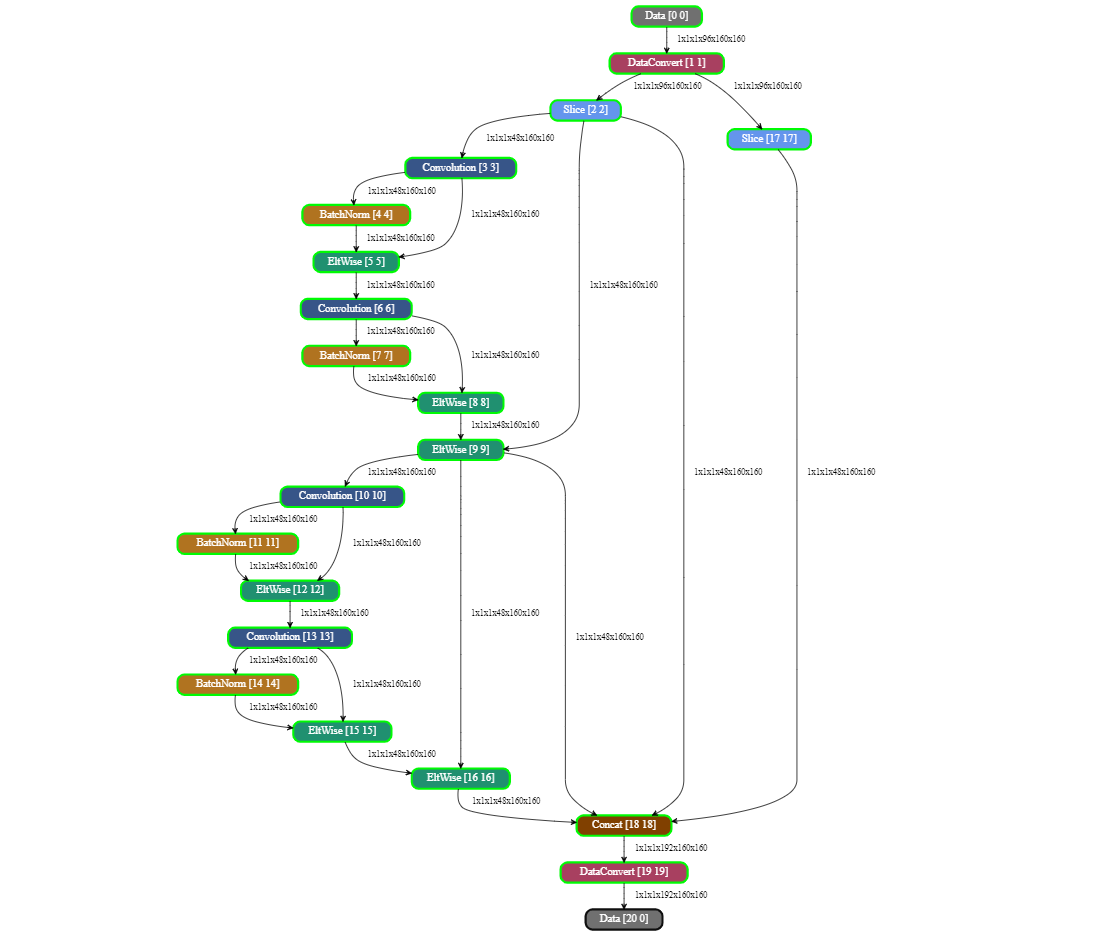 Data [0 0]
1x1x1x96x160x160
DataConvert [1 1]
1x1x1x96x160x160
1x1x1x96x160x160
Slice [2 2]
Slice [17 17]
1x1x1x48x160x160
Convolution [3 3]
1x1x1x48x160x160
BatchNorm [4 4]
1x1x1x48x160x160
1x1x1x48x160x160
EltWise [5 5]
1x1x1x48x160x160
1x1x1x48x160x160
Convolution [6 6]
1x1x1x48x160x160
BatchNorm [7 7]
1x1x1x48x160x160
1x1x1x48x160x160
EltWise [8 8]
1x1x1x48x160x160
EltWise [9 9]
1x1x1x48x160x160
1x1x1x48x160x160
1x1x1x48x160x160
Convolution [10 10]
1x1x1x48x160x160
BatchNorm [11 11]
1x1x1x48x160x160
1x1x1x48x160x160
EltWise [12 12]
1x1x1x48x160x160
1x1x1x48x160x160
Convolution [13 13]
1x1x1x48x160x160
1x1x1x48x160x160
BatchNorm [14 14]
1x1x1x48x160x160
1x1x1x48x160x160
EltWise [15 15]
1x1x1x48x160x160
EltWise [16 16]
1x1x1x48x160x160
Concat [18 18]
1x1x1x192x160x160
DataConvert [19 19]
1x1x1x192x160x160
Data [20 0]